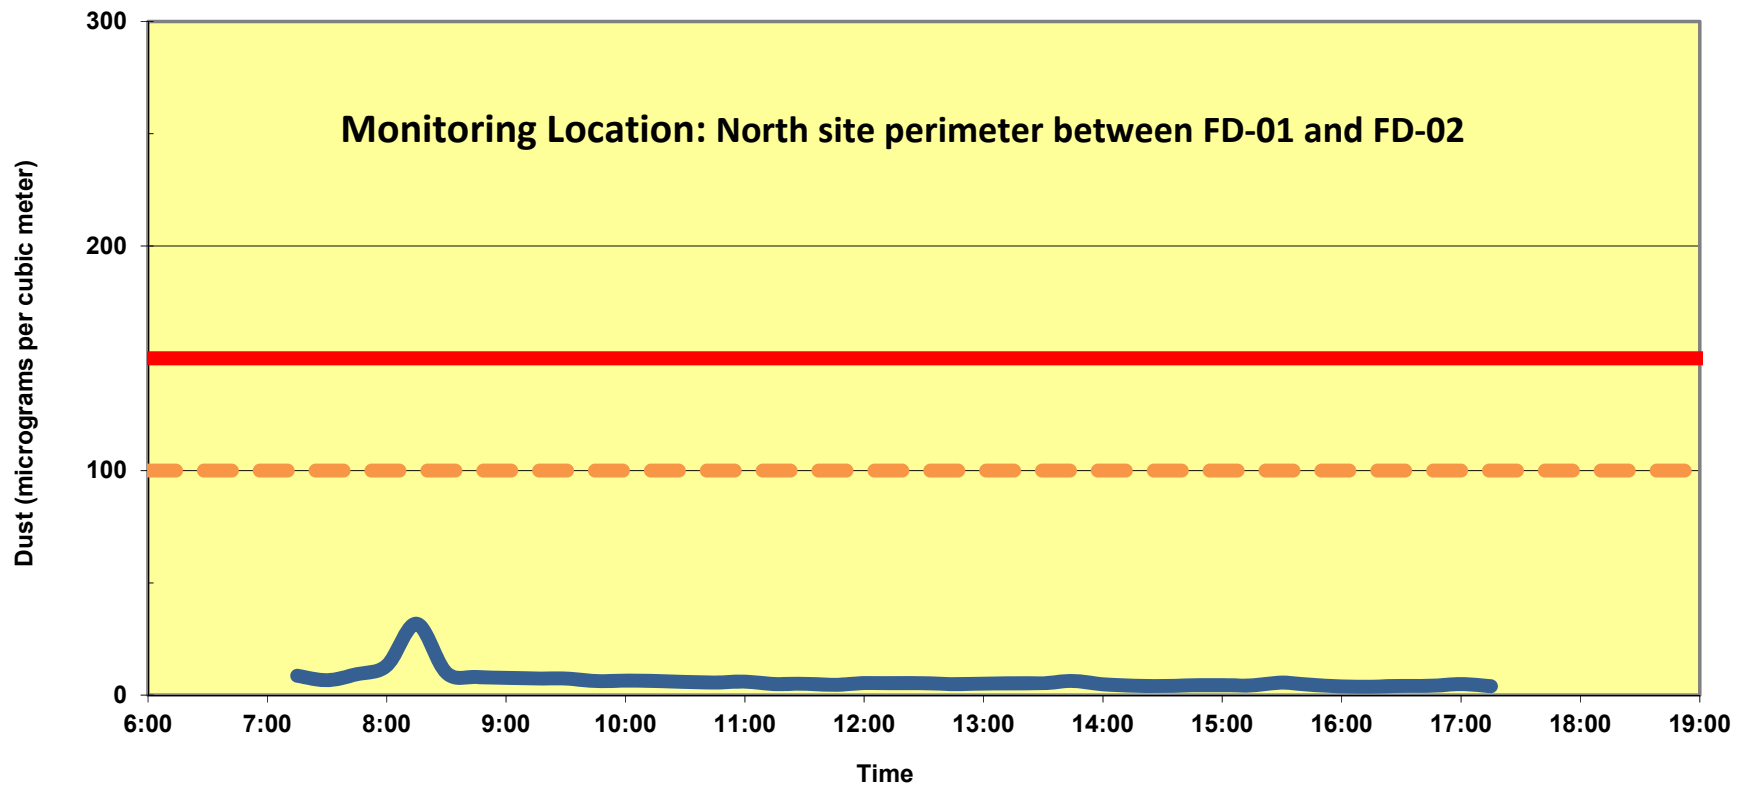 300
Monitoring Location: North site perimeter between FD-01 and FD-02
Dust (micrograms per cubic meter)
200
100
0
6:00 7:00 8:00 9:00 10:00 11:00 12:00 13:00 14:00 15:00 16:00 17:00 18:00 19:00
Time